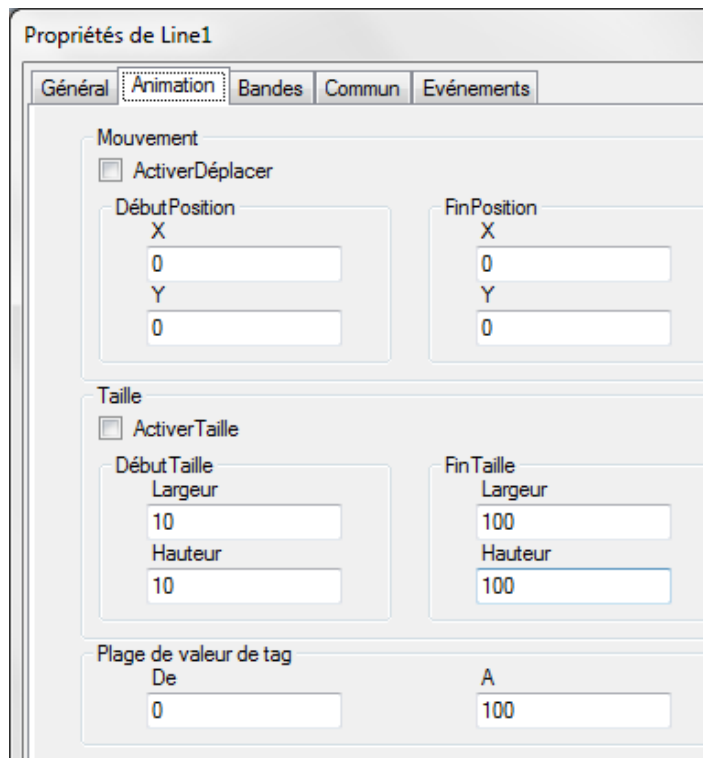 Propriétés de Line1
Général Animation Bandes Commun Evénements
Mouvement
ActiverDéplacer
DébutPosition FinPosition
X X
0 0
Y Y
0 0
Taille
ActiverTaille
DébutTaille FinTaille
Largeur Largeur
10 100
Hauteur Hauteur
10 100
Plage de valeur de tag
De A
0 100